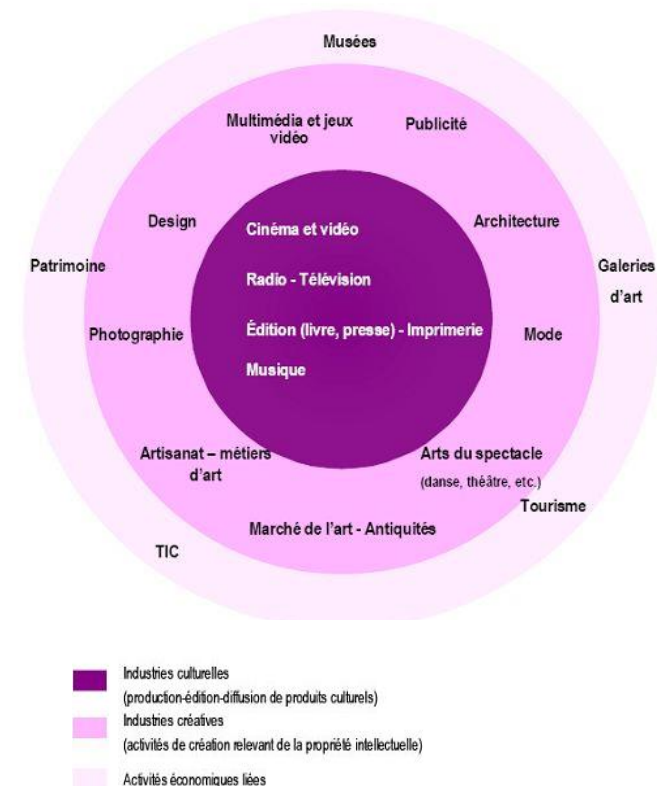 Musées
Multimédia et jeux
vidéo
Publicité
Design
Architecture
Cinéma et vidéo
Patrimoine
Radio - Télévision
Galeries
d'art
Photographie
Édition (livre, presse) - Imprimerie
Mode
Musique
Artisanat – métiers
d'art
Arts du spectacle
(danse, théâtre, etc.)
Tourisme
Marché de l'art - Antiquités
TIC
Industries culturelles
(production-édition-diffusion de produits culturels)
Industries créatives
(activités de création relevant de la propriété intellectuelle)
Activités économiques liées